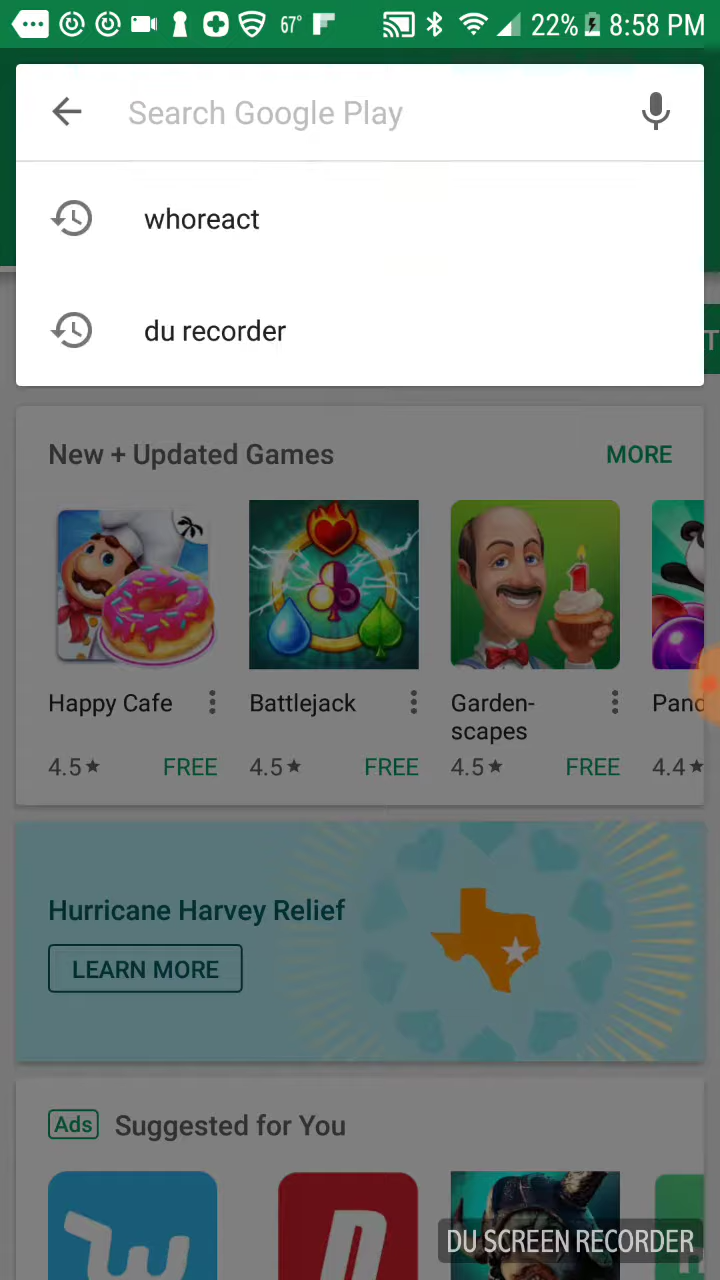 67° 22% 8:58 PM
Search Google Play
whoreact
du recorder
T
New + Updated Games MORE
Happy Cafe Battlejack Garden- Pand
scapes
4.5★ FREE 4.5★ FREE 4.5★ FREE 4.4★
Hurricane Harvey Relief
LEARN MORE
Ads Suggested for You
DU SCREEN RECORDER